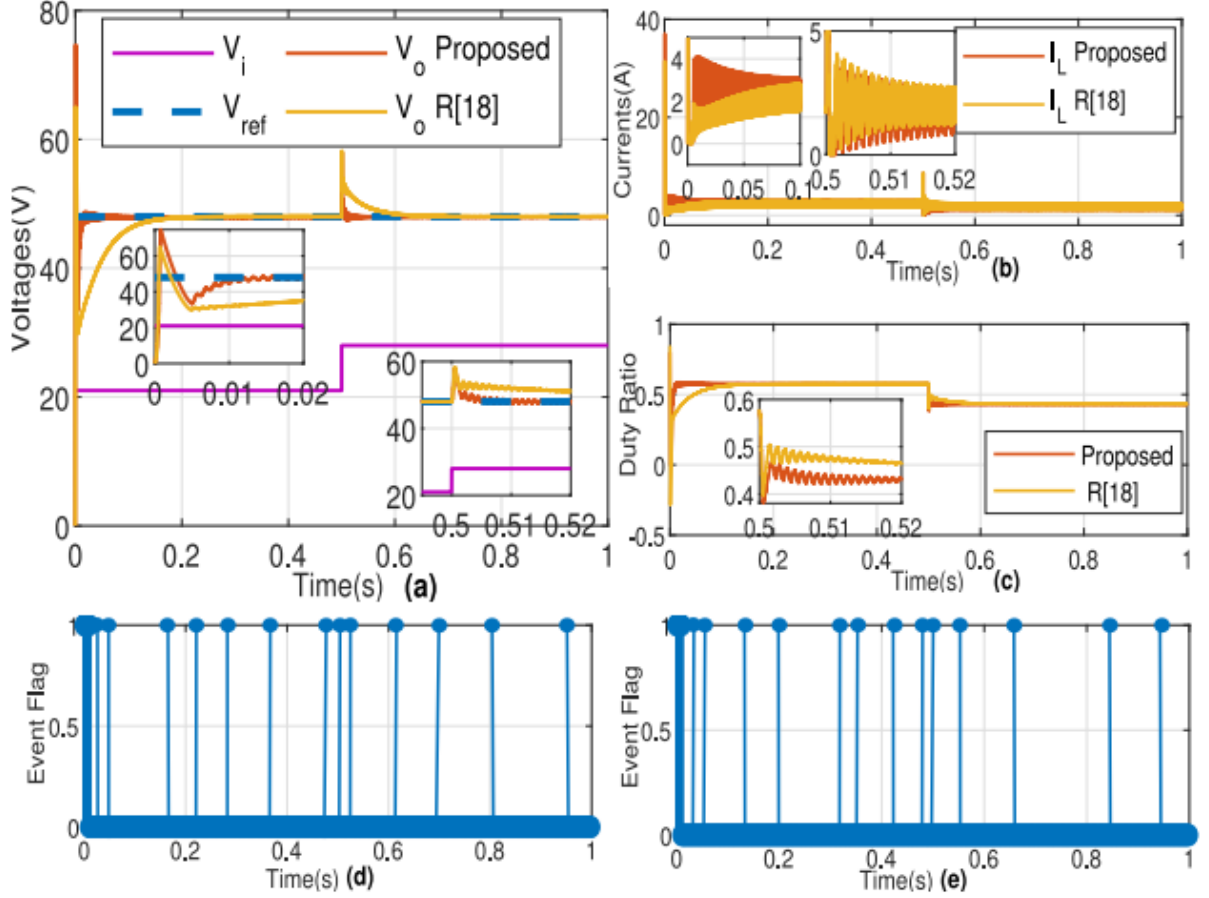 80
60
40
20
0
Voltages(V)
V_i
V_o Proposed
V_ref
V_o R[18]
60
40
20
0
0 0.01 0.02
60
40
20
0.5 0.51 0.52
0 0.2 0.4 0.6 0.8 1
Time(s) (a)
60
40
20
0
Currents(A)
4
2
0
0 0.05 0.1
5
0
0.5 0.51 0.52
I_L Proposed
I_L R[18]
0 0.2 0.4 0.6 0.8 1
Time(s) (b)
1
0.5
0
-0.5
Duty Ratio
0.6
0.5
0.4
0.5 0.51 0.52
Proposed
R[18]
0 0.2 0.4 0.6 0.8 1
Time(s) (c)
1
0.5
0
Event Flag
0 0.2 0.4 0.6 0.8 1
Time(s) (d)
1
0.5
0
Event Flag
0 0.2 0.4 0.6 0.8 1
Time(s) (e)